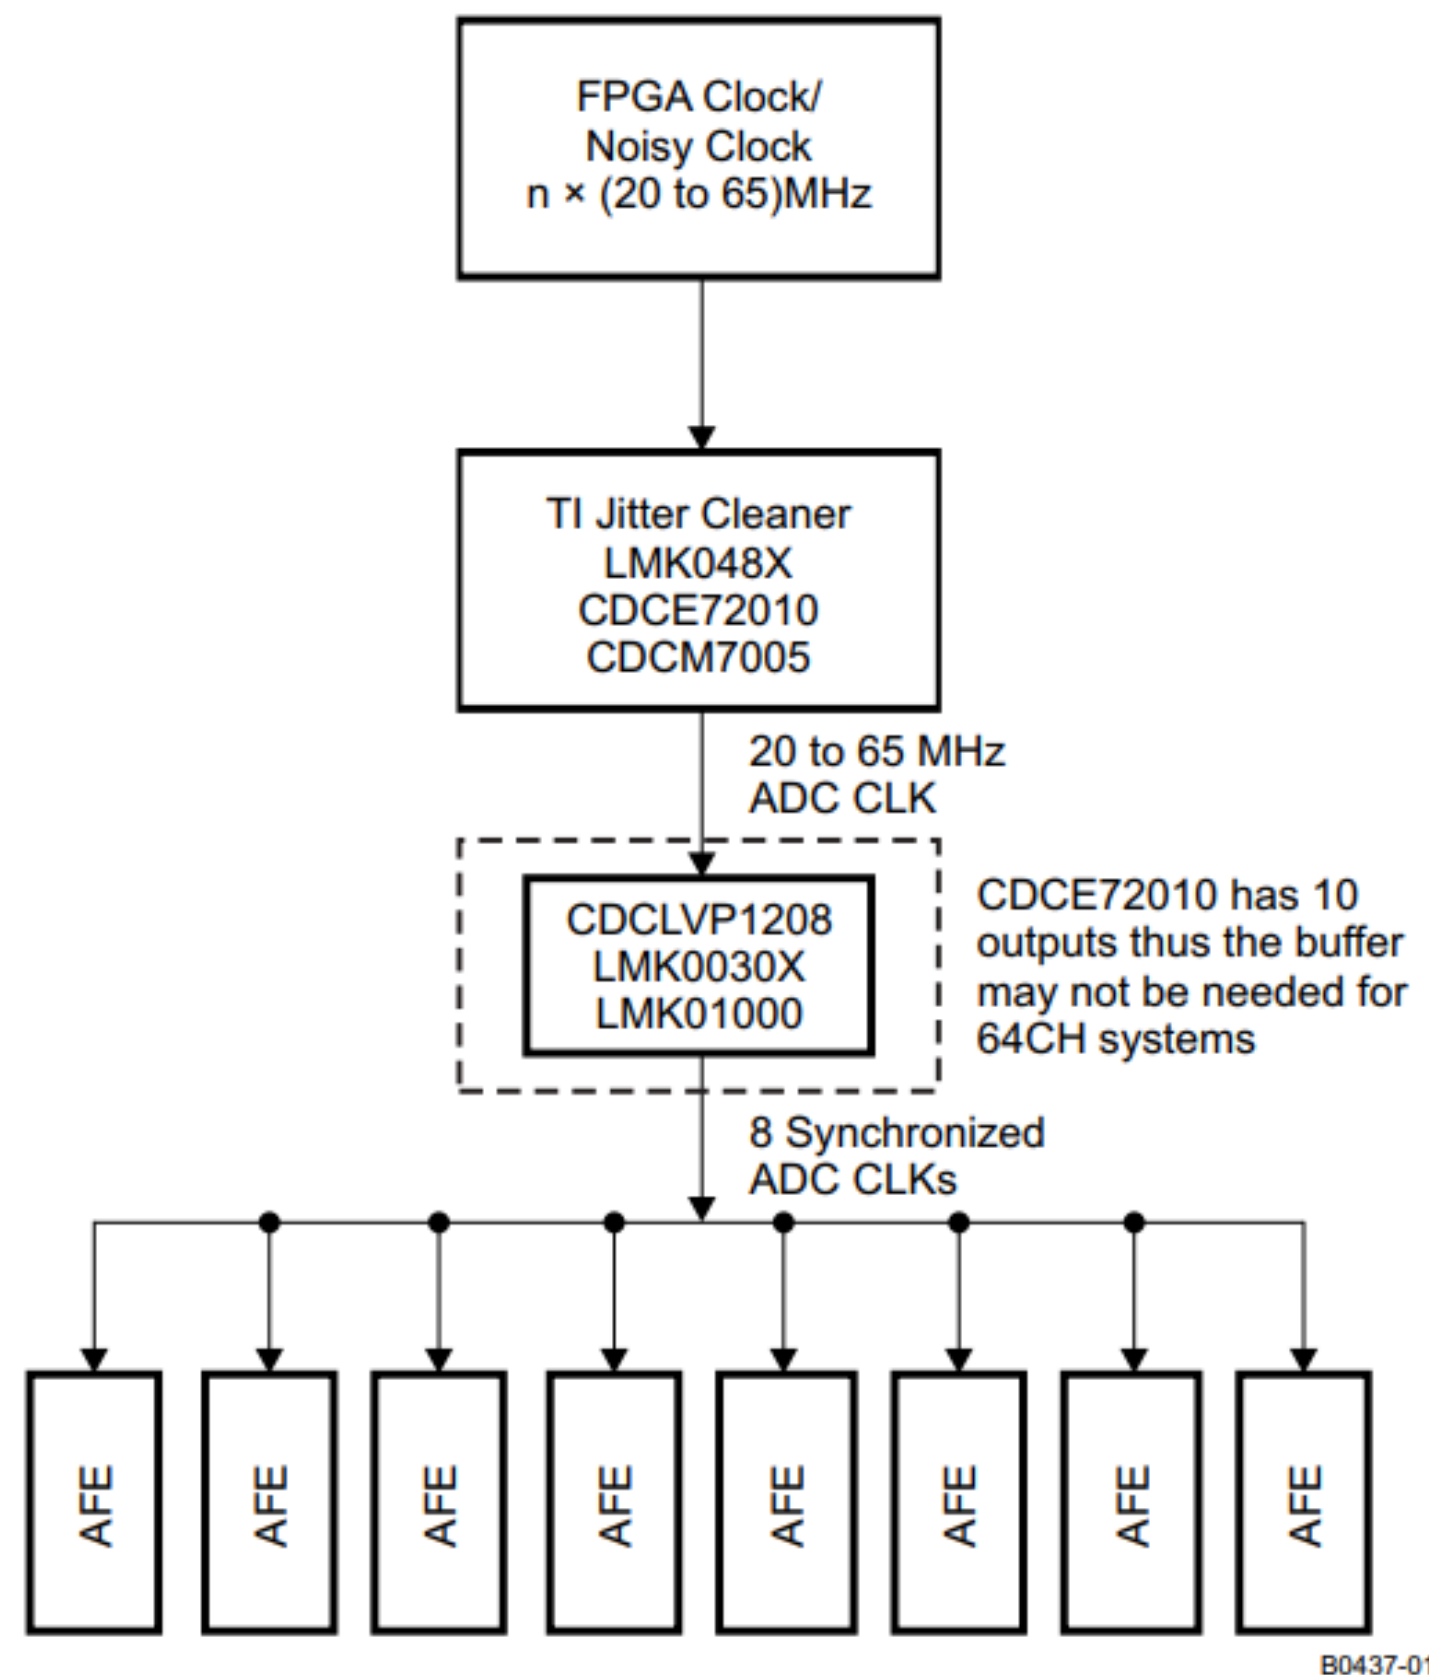 FPGA Clock/
Noisy Clock
n × (20 to 65)MHz
TI Jitter Cleaner
LMK048X
CDCE72010
CDCM7005
20 to 65 MHz
ADC CLK
CDCLVP1208
LMK0030X
LMK01000
CDCE72010 has 10
outputs thus the buffer
may not be needed for
64CH systems
8 Synchronized
ADC CLKs
AFE
AFE
AFE
AFE
AFE
AFE
AFE
AFE
B0437-01